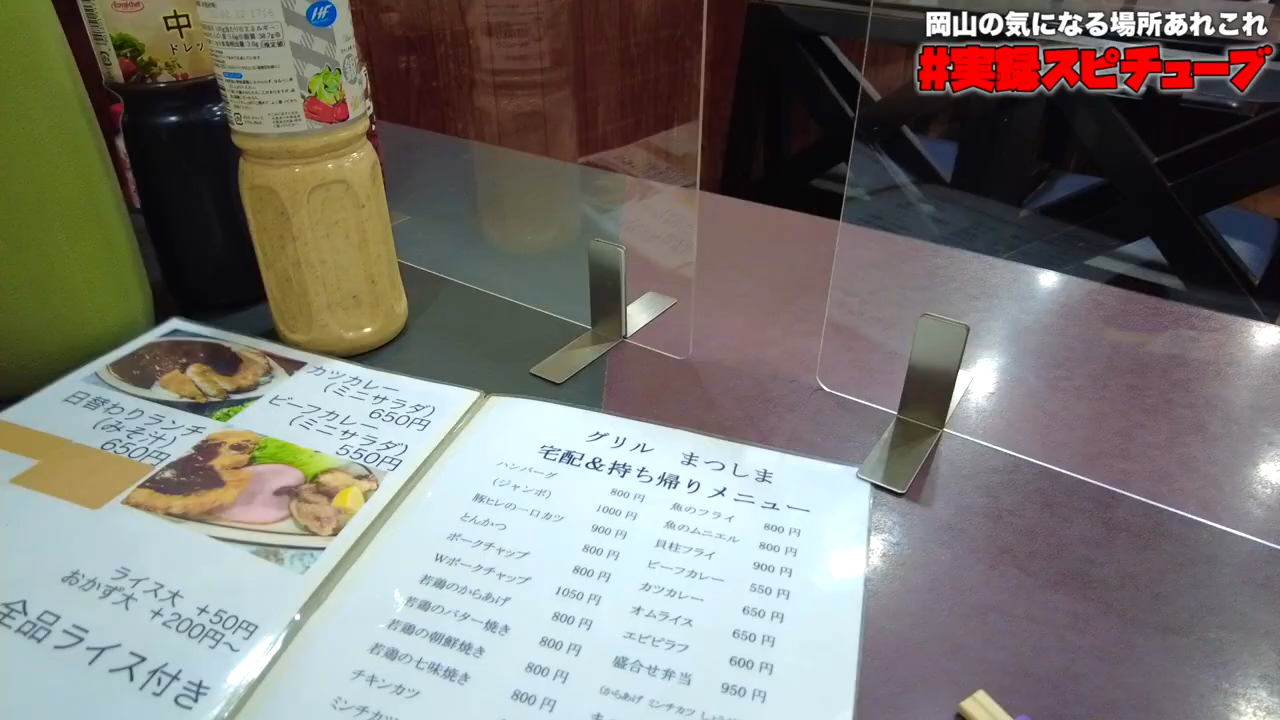 岡山の気になる場所あれこれ
#実録スピチューブ
中
ドレッ
HF
カツカレー
(ミニサラダ)
650円
ビーフカレー
(ミニサラダ)
550円
日替わりランチ
(みそ汁)
650円
ライス大 +50円
おかず大 +200円~
全品ライス付き
グリル まつしま
宅配&持ち帰りメニュー
ハンバーグ 800円
(ジャンボ) 1000円
豚ヒレの一口カツ 900円
とんかつ 800円
ポークチャップ 800円
Wポークチャップ 1050円
若鶏のからあげ 800円
若鶏のバター焼き 800円
若鶏の朝鮮焼き 800円
若鶏の七味焼き 800円
チキンカツ
ミンチカツ
魚のフライ 800円
魚のムニエル 800円
貝柱フライ 900円
ビーフカレー 550円
カツカレー 650円
オムライス 650円
エビピラフ 600円
盛合せ弁当 950円
(からあげ ミンチカツ